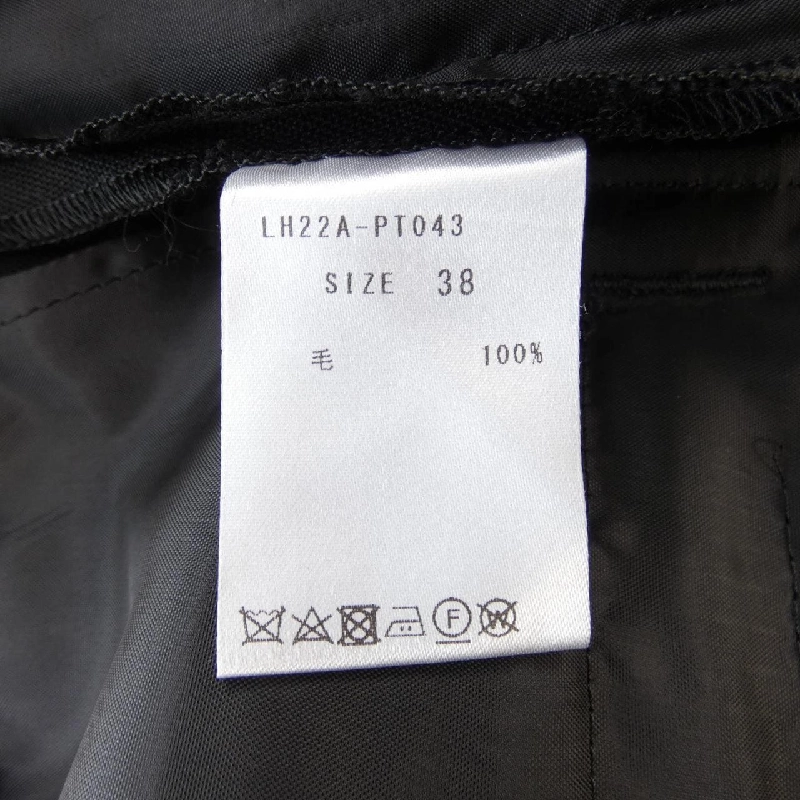 LH22A-PT043
SIZE 38
毛 100%
F W